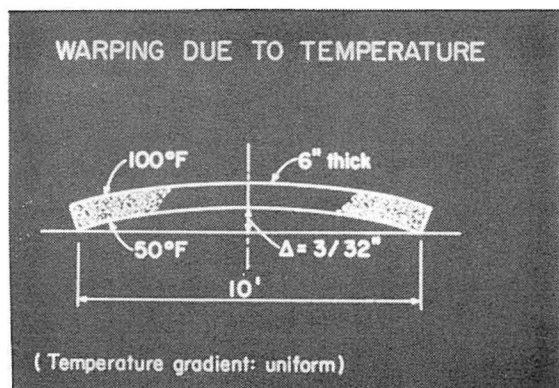 WARPING DUE TO TEMPERATURE
100°F
6" thick
50°F
Δ = 3/32"
10'
( Temperature gradient: uniform)